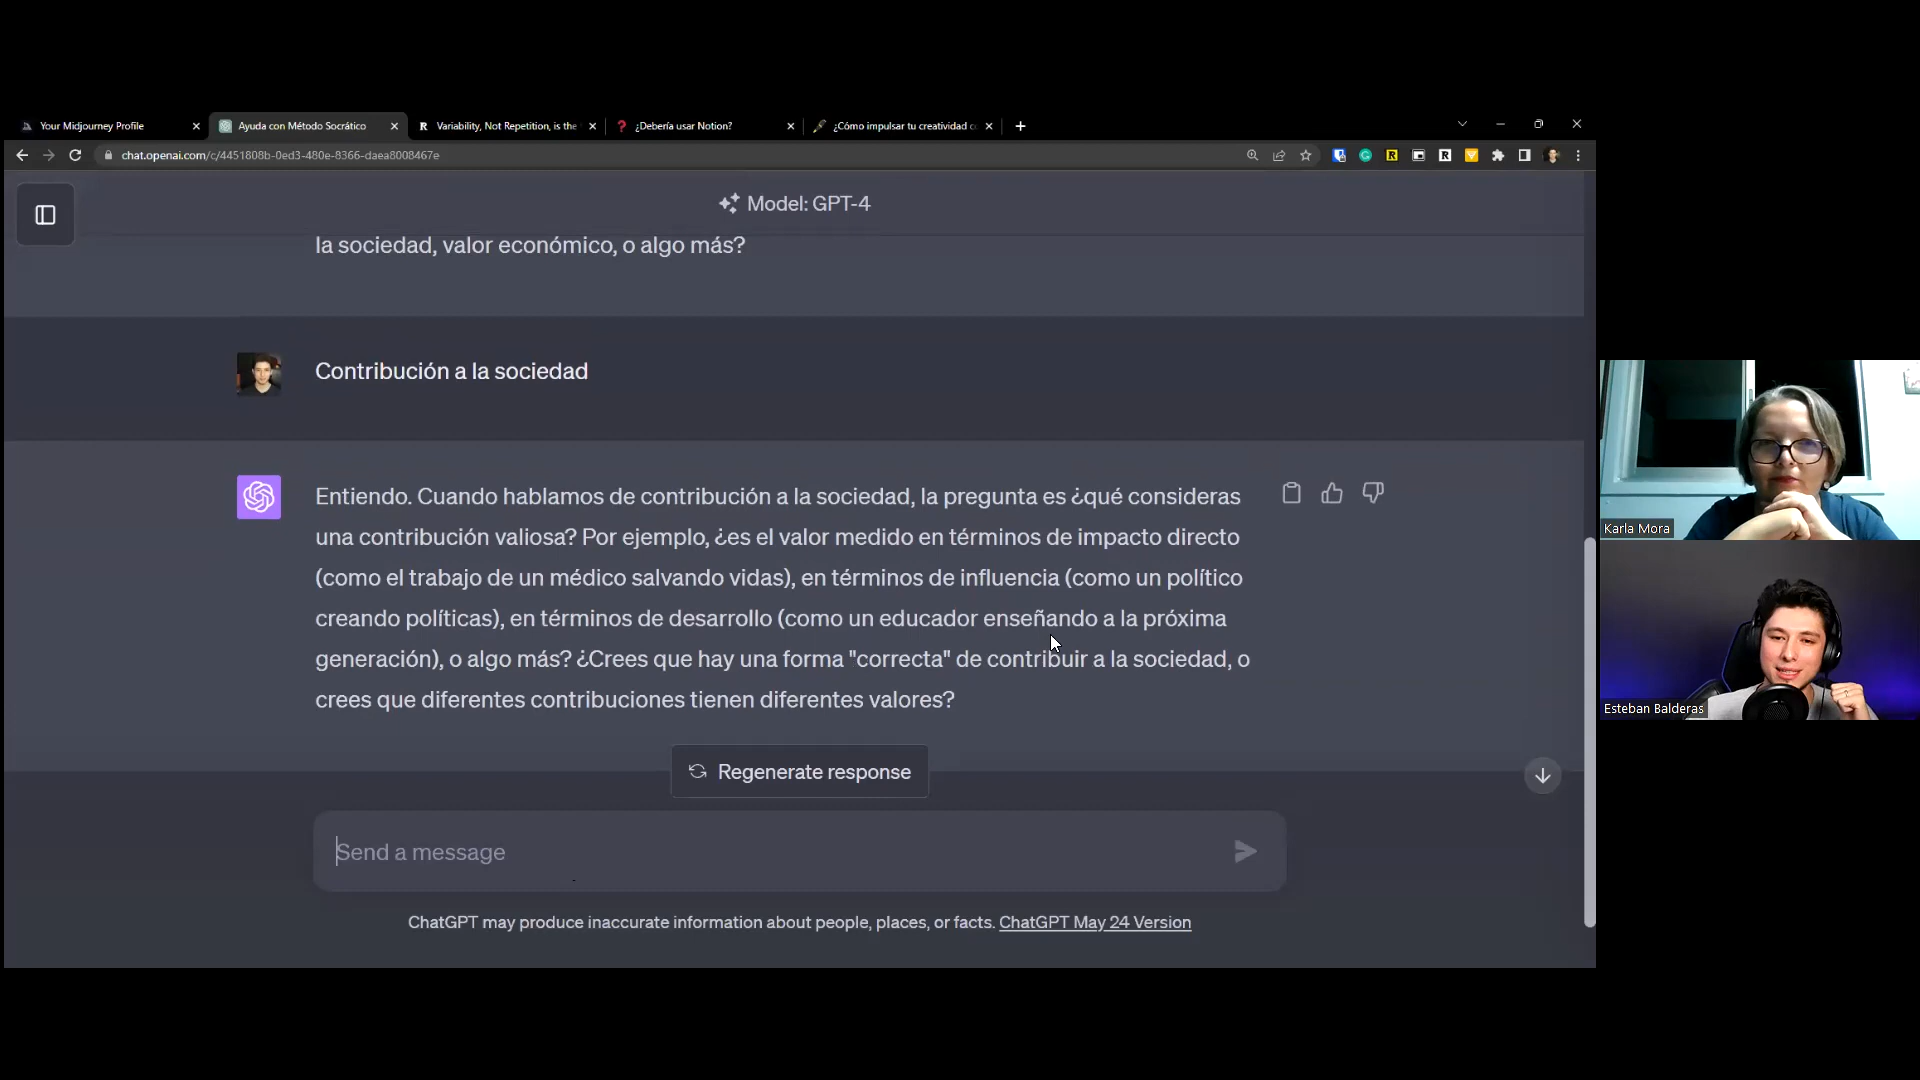 Your Midjourney Profile
Ayuda con Método Socrático
Variability, Not Repetition, is the
¿Debería usar Notion?
¿Cómo impulsar tu creatividad c
chat.openai.com/c/4451808b-0ed3-480e-8366-daea8008467e
Model: GPT-4
la sociedad, valor económico, o algo más?
Contribución a la sociedad
Entiendo. Cuando hablamos de contribución a la sociedad, la pregunta es ¿qué consideras
una contribución valiosa? Por ejemplo, ¿es el valor medido en términos de impacto directo
(como el trabajo de un médico salvando vidas), en términos de influencia (como un político
creando políticas), en términos de desarrollo (como un educador enseñando a la próxima
generación), o algo más? ¿Crees que hay una forma "correcta" de contribuir a la sociedad, o
crees que diferentes contribuciones tienen diferentes valores?
Regenerate response
Send a message
ChatGPT may produce inaccurate information about people, places, or facts. ChatGPT May 24 Version
Karla Mora
Esteban Balderas